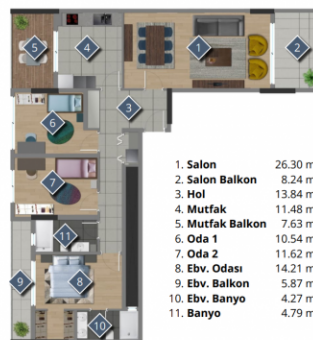 5
4
1
2
3
6
7
11
9
8
10
1. Salon 26.30 m
2. Salon Balkon 8.24 m
3. Hol 13.84 m
4. Mutfak 11.48 m
5. Mutfak Balkon 7.63 m
6. Oda 1 10.54 m
7. Oda 2 11.62 m
8. Ebv. Odası 14.21 m
9. Ebv. Balkon 5.87 m
10. Ebv. Banyo 4.27 m
11. Banyo 4.79 m